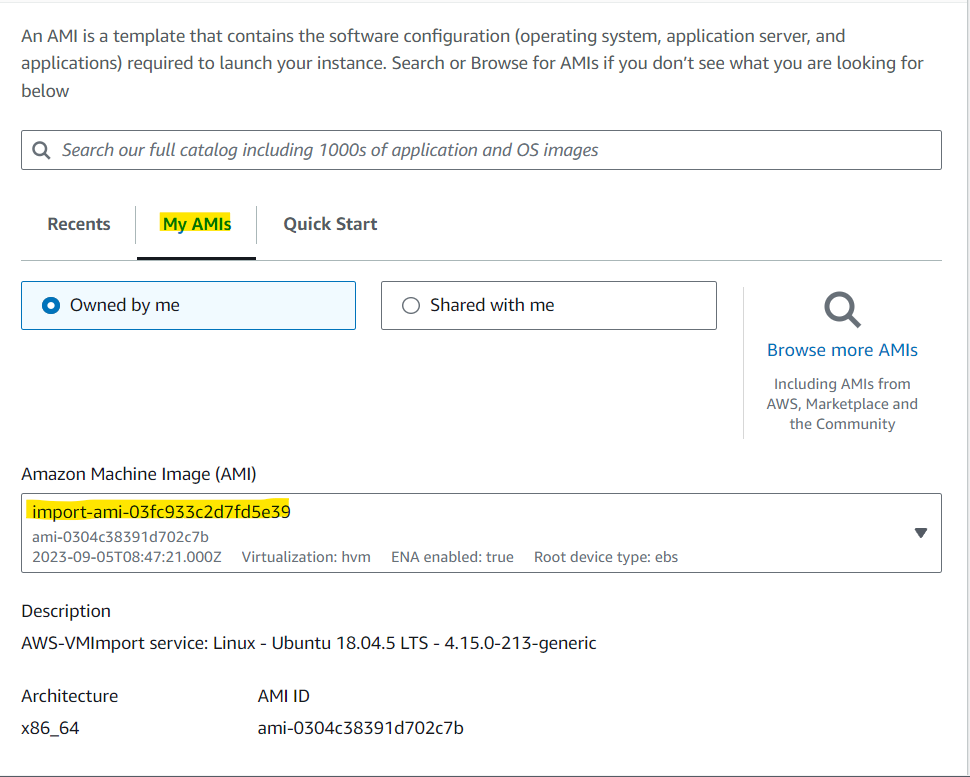 An AMI is a template that contains the software configuration (operating system, application server, and
applications) required to launch your instance. Search or Browse for AMIs if you don’t see what you are looking for
below
Search our full catalog including 1000s of application and OS images
Recents My AMIs Quick Start
Owned by me Shared with me
Browse more AMIs
Including AMIs from
AWS, Marketplace and
the Community
Amazon Machine Image (AMI)
import-ami-03fc933c2d7fd5e39
ami-0304c38391d702c7b
2023-09-05T08:47:21.000Z Virtualization: hvm ENA enabled: true Root device type: ebs
Description
AWS-VMImport service: Linux - Ubuntu 18.04.5 LTS - 4.15.0-213-generic
Architecture AMI ID
x86_64 ami-0304c38391d702c7b